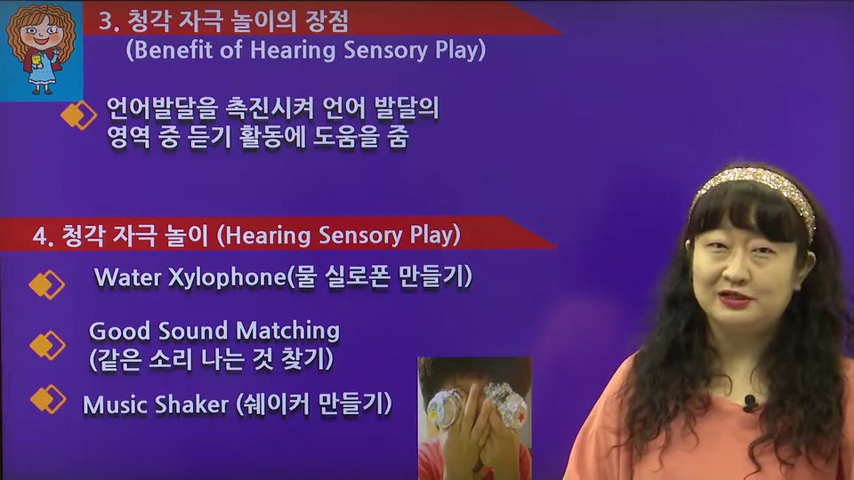 3. 청각 자극 놀이의 장점
(Benefit of Hearing Sensory Play)
언어발달을 촉진시켜 언어 발달의
영역 중 듣기 활동에 도움을 줌
4. 청각 자극 놀이 (Hearing Sensory Play)
Water Xylophone(물 실로폰 만들기)
Good Sound Matching
(같은 소리 나는 것 찾기)
Music Shaker (쉐이커 만들기)